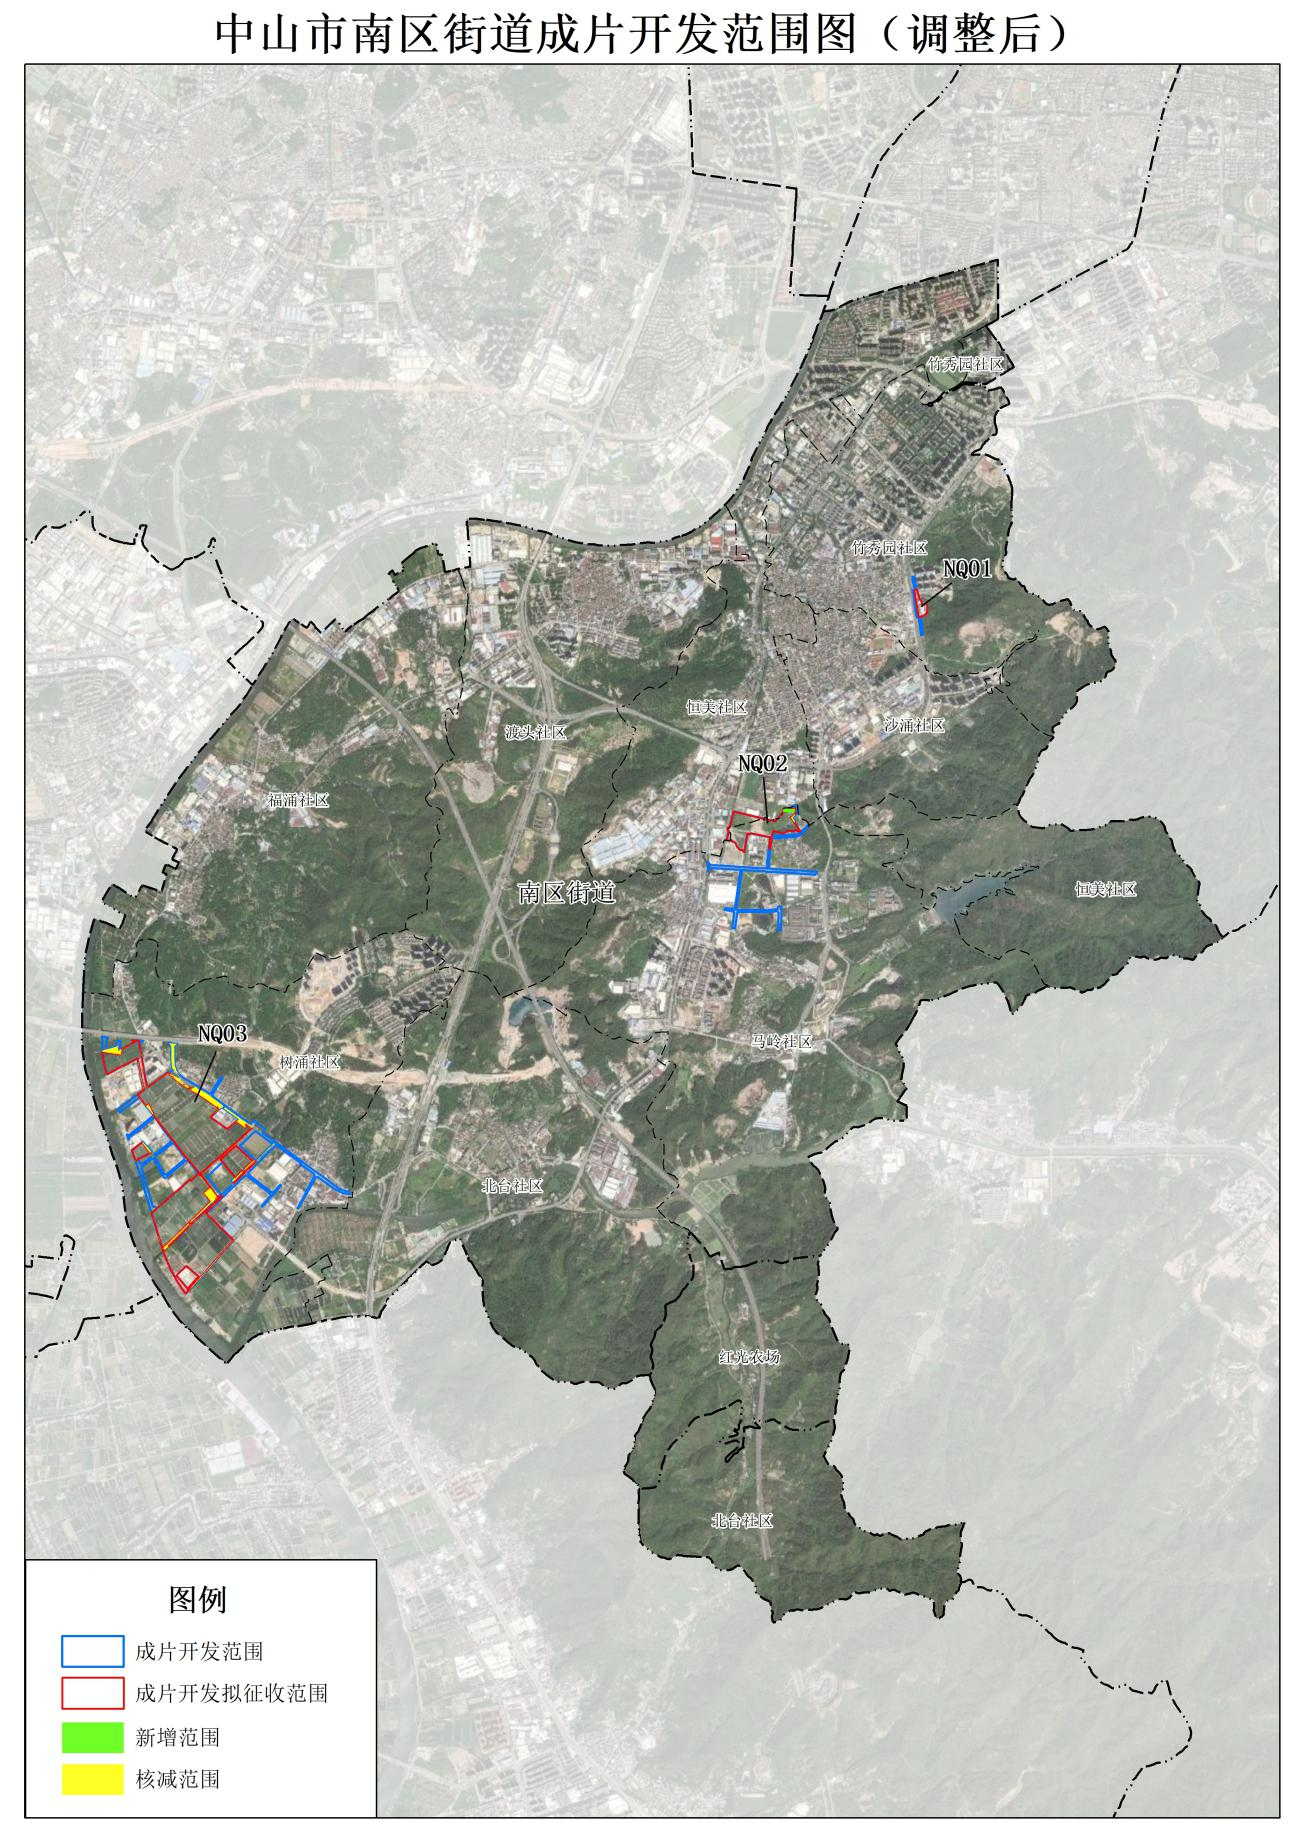 中山市南区街道成片开发范围图（调整后）
竹秀园社区
竹秀园社区
NQ01
恒美社区
沙涌社区
渡头社区
NQ02
福涌社区
南区街道
恒美社区
NQ03
马岭社区
树涌社区
北台社区
红光农场
北台社区
图例
成片开发范围
成片开发拟征收范围
新增范围
核减范围